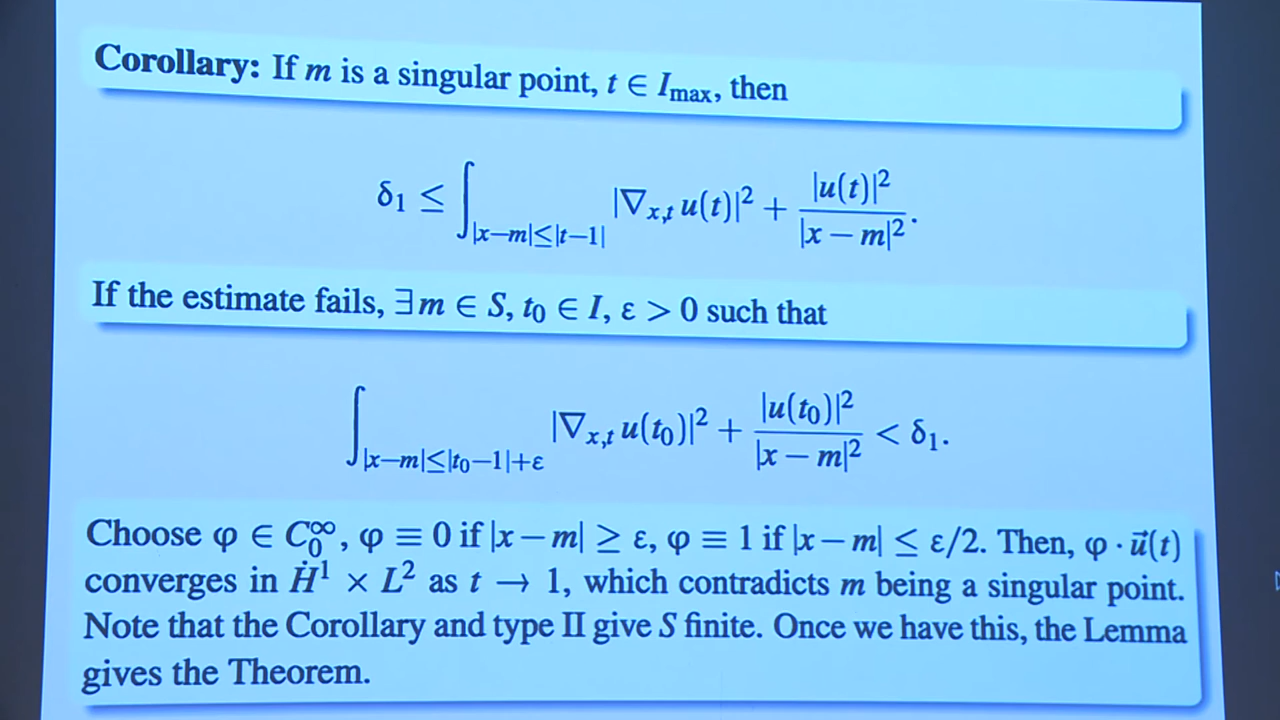 Corollary: If m is a singular point, t ∈ I_max, then
δ₁ ≤ ∫_{|x−m|≤|t−1|} |∇_{x,t} u(t)|² + |u(t)|² / |x − m|² .
If the estimate fails, ∃m ∈ S, t₀ ∈ I, ε > 0 such that
∫_{|x−m|≤|t₀−1|+ε} |∇_{x,t} u(t₀)|² + |u(t₀)|² / |x − m|² < δ₁.
Choose φ ∈ C₀^∞, φ ≡ 0 if |x − m| ≥ ε, φ ≡ 1 if |x − m| ≤ ε/2. Then, φ · u⃗(t)
converges in Ḣ¹ × L² as t → 1, which contradicts m being a singular point.
Note that the Corollary and type II give S finite. Once we have this, the Lemma
gives the Theorem.